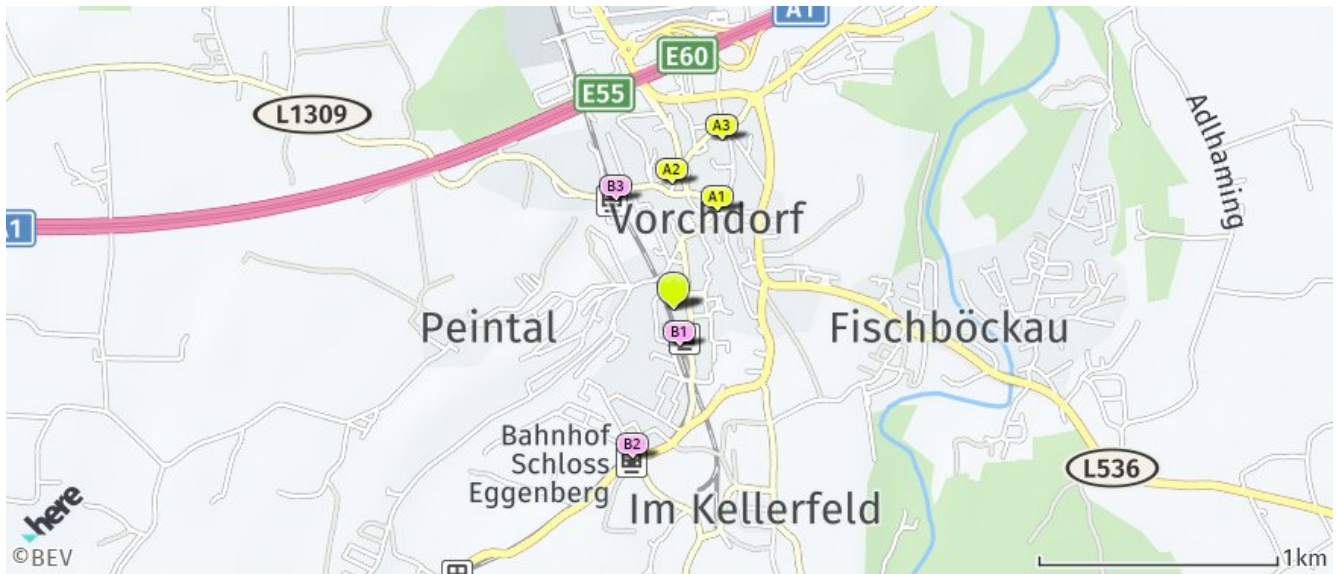 A1
E60
E55
L1309
A3
A2
A1
B3
Adlhaming
Vorchdorf
Peintal
Fischböckau
B1
Bahnhof
Schloss
Eggenberg
B2
L536
Im Kellerfeld
here
©BEV
1km